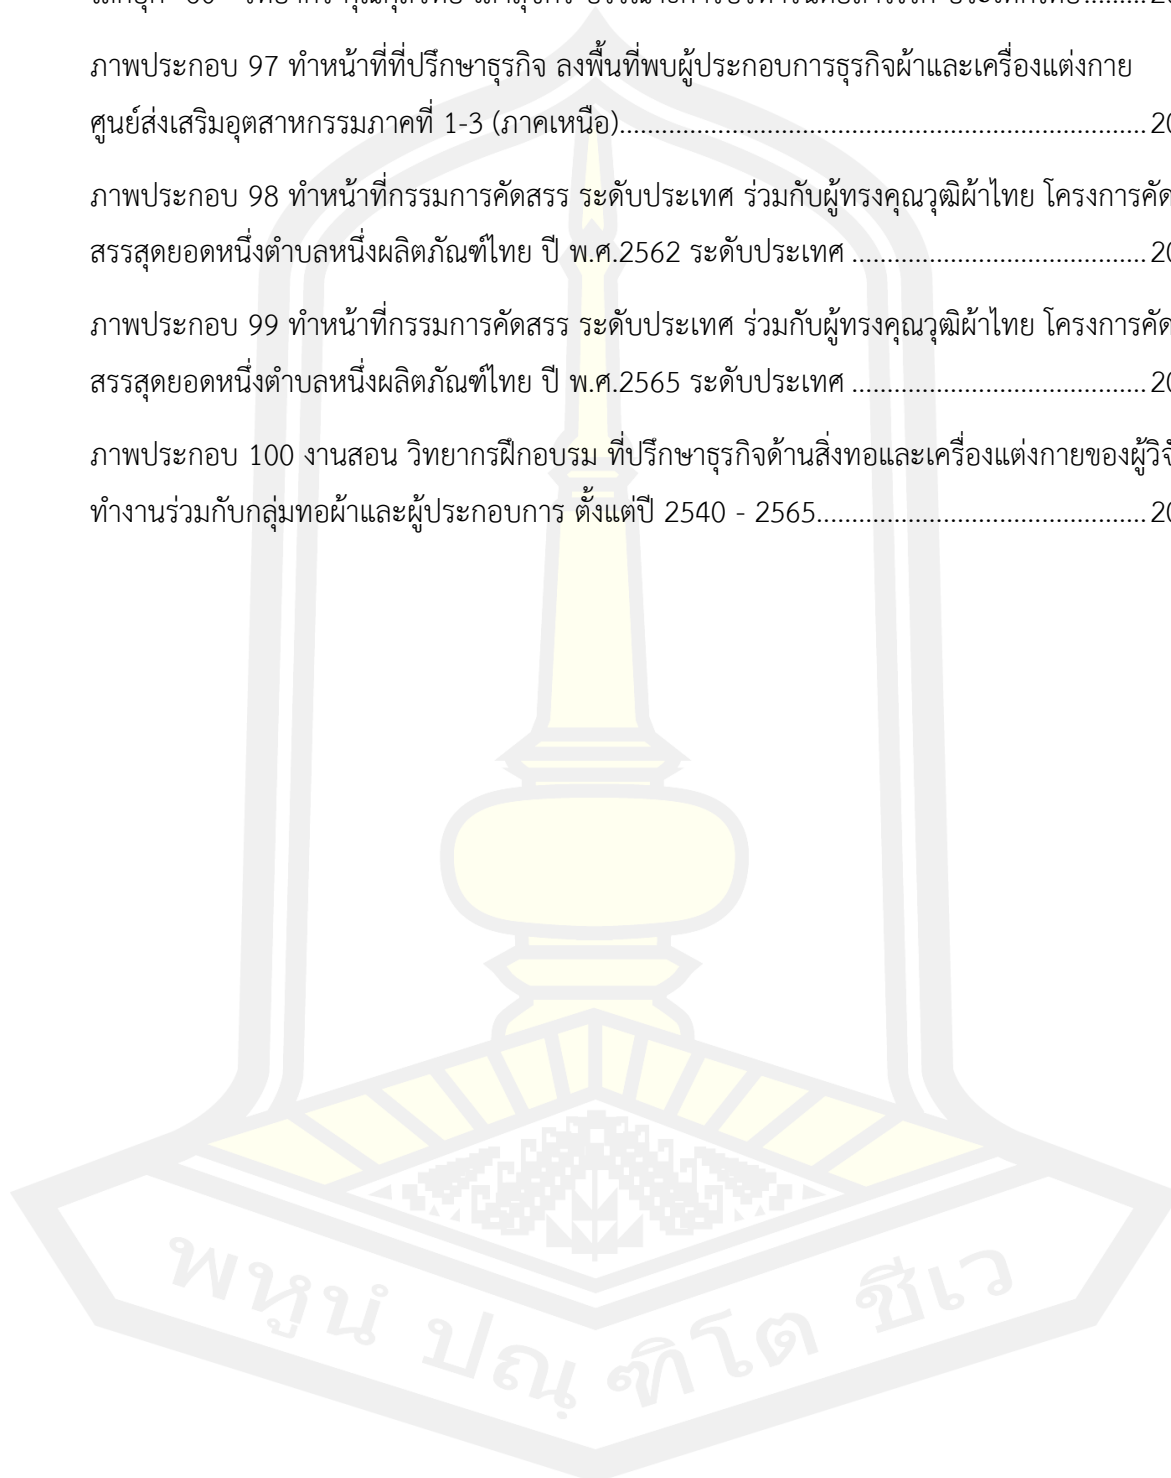 ภาพประกอบ 97 ทำหน้าที่ที่ปรึกษาธุรกิจ ลงพื้นที่พบผู้ประกอบการธุรกิจผ้าและเครื่องแต่งกาย
ศูนย์ส่งเสริมอุตสาหกรรมภาคที่ 1-3 (ภาคเหนือ)............................................................................ 20
ภาพประกอบ 98 ทำหน้าที่กรรมการคัดสรร ระดับประเทศ ร่วมกับผู้ทรงคุณวุฒิผ้าไทย โครงการคัด
สรรสุดยอดหนึ่งตำบลหนึ่งผลิตภัณฑ์ไทย ปี พ.ศ.2562 ระดับประเทศ .......................................... 20
ภาพประกอบ 99 ทำหน้าที่กรรมการคัดสรร ระดับประเทศ ร่วมกับผู้ทรงคุณวุฒิผ้าไทย โครงการคัด
สรรสุดยอดหนึ่งตำบลหนึ่งผลิตภัณฑ์ไทย ปี พ.ศ.2565 ระดับประเทศ .......................................... 20
ภาพประกอบ 100 งานสอน วิทยากรฝึกอบรม ที่ปรึกษาธุรกิจด้านสิ่งทอและเครื่องแต่งกายของผู้วิจั
ทำงานร่วมกับกลุ่มทอผ้าและผู้ประกอบการ ตั้งแต่ปี 2540 - 2565............................................... 20
พหูนํ ปณฺฑิโต ชีเว